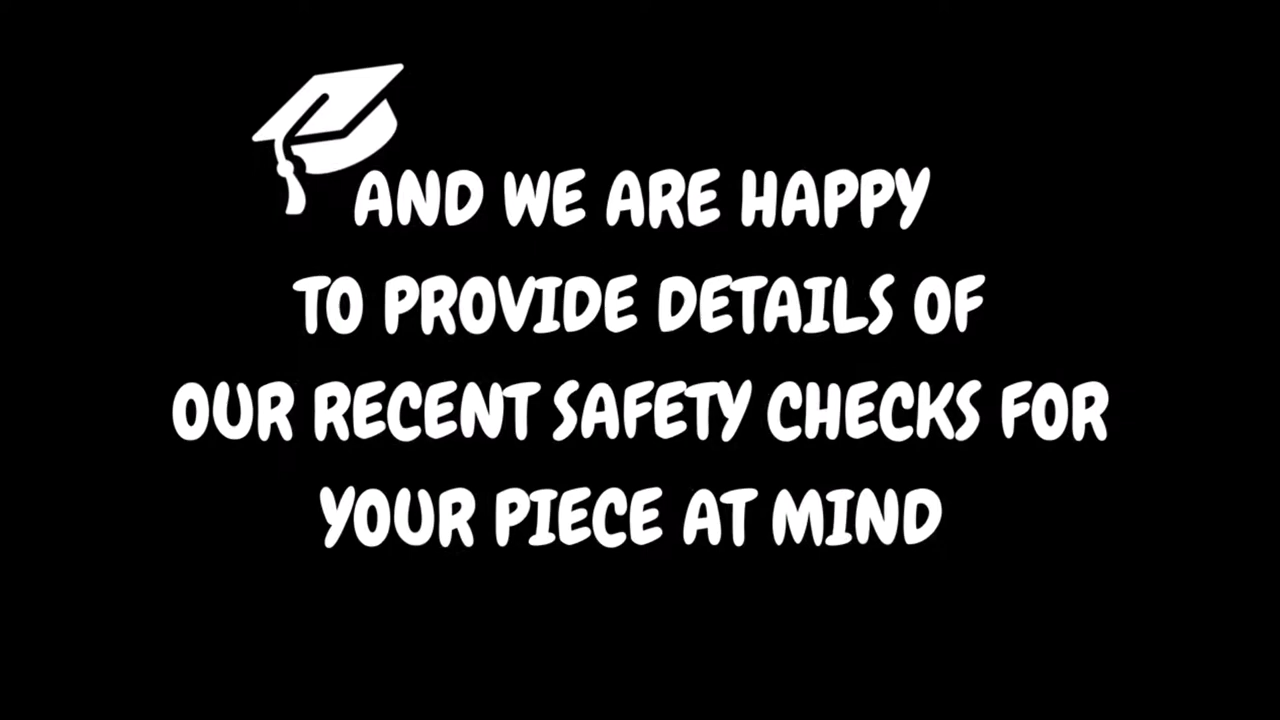 AND WE ARE HAPPY
TO PROVIDE DETAILS OF
OUR RECENT SAFETY CHECKS FOR
YOUR PIECE AT MIND